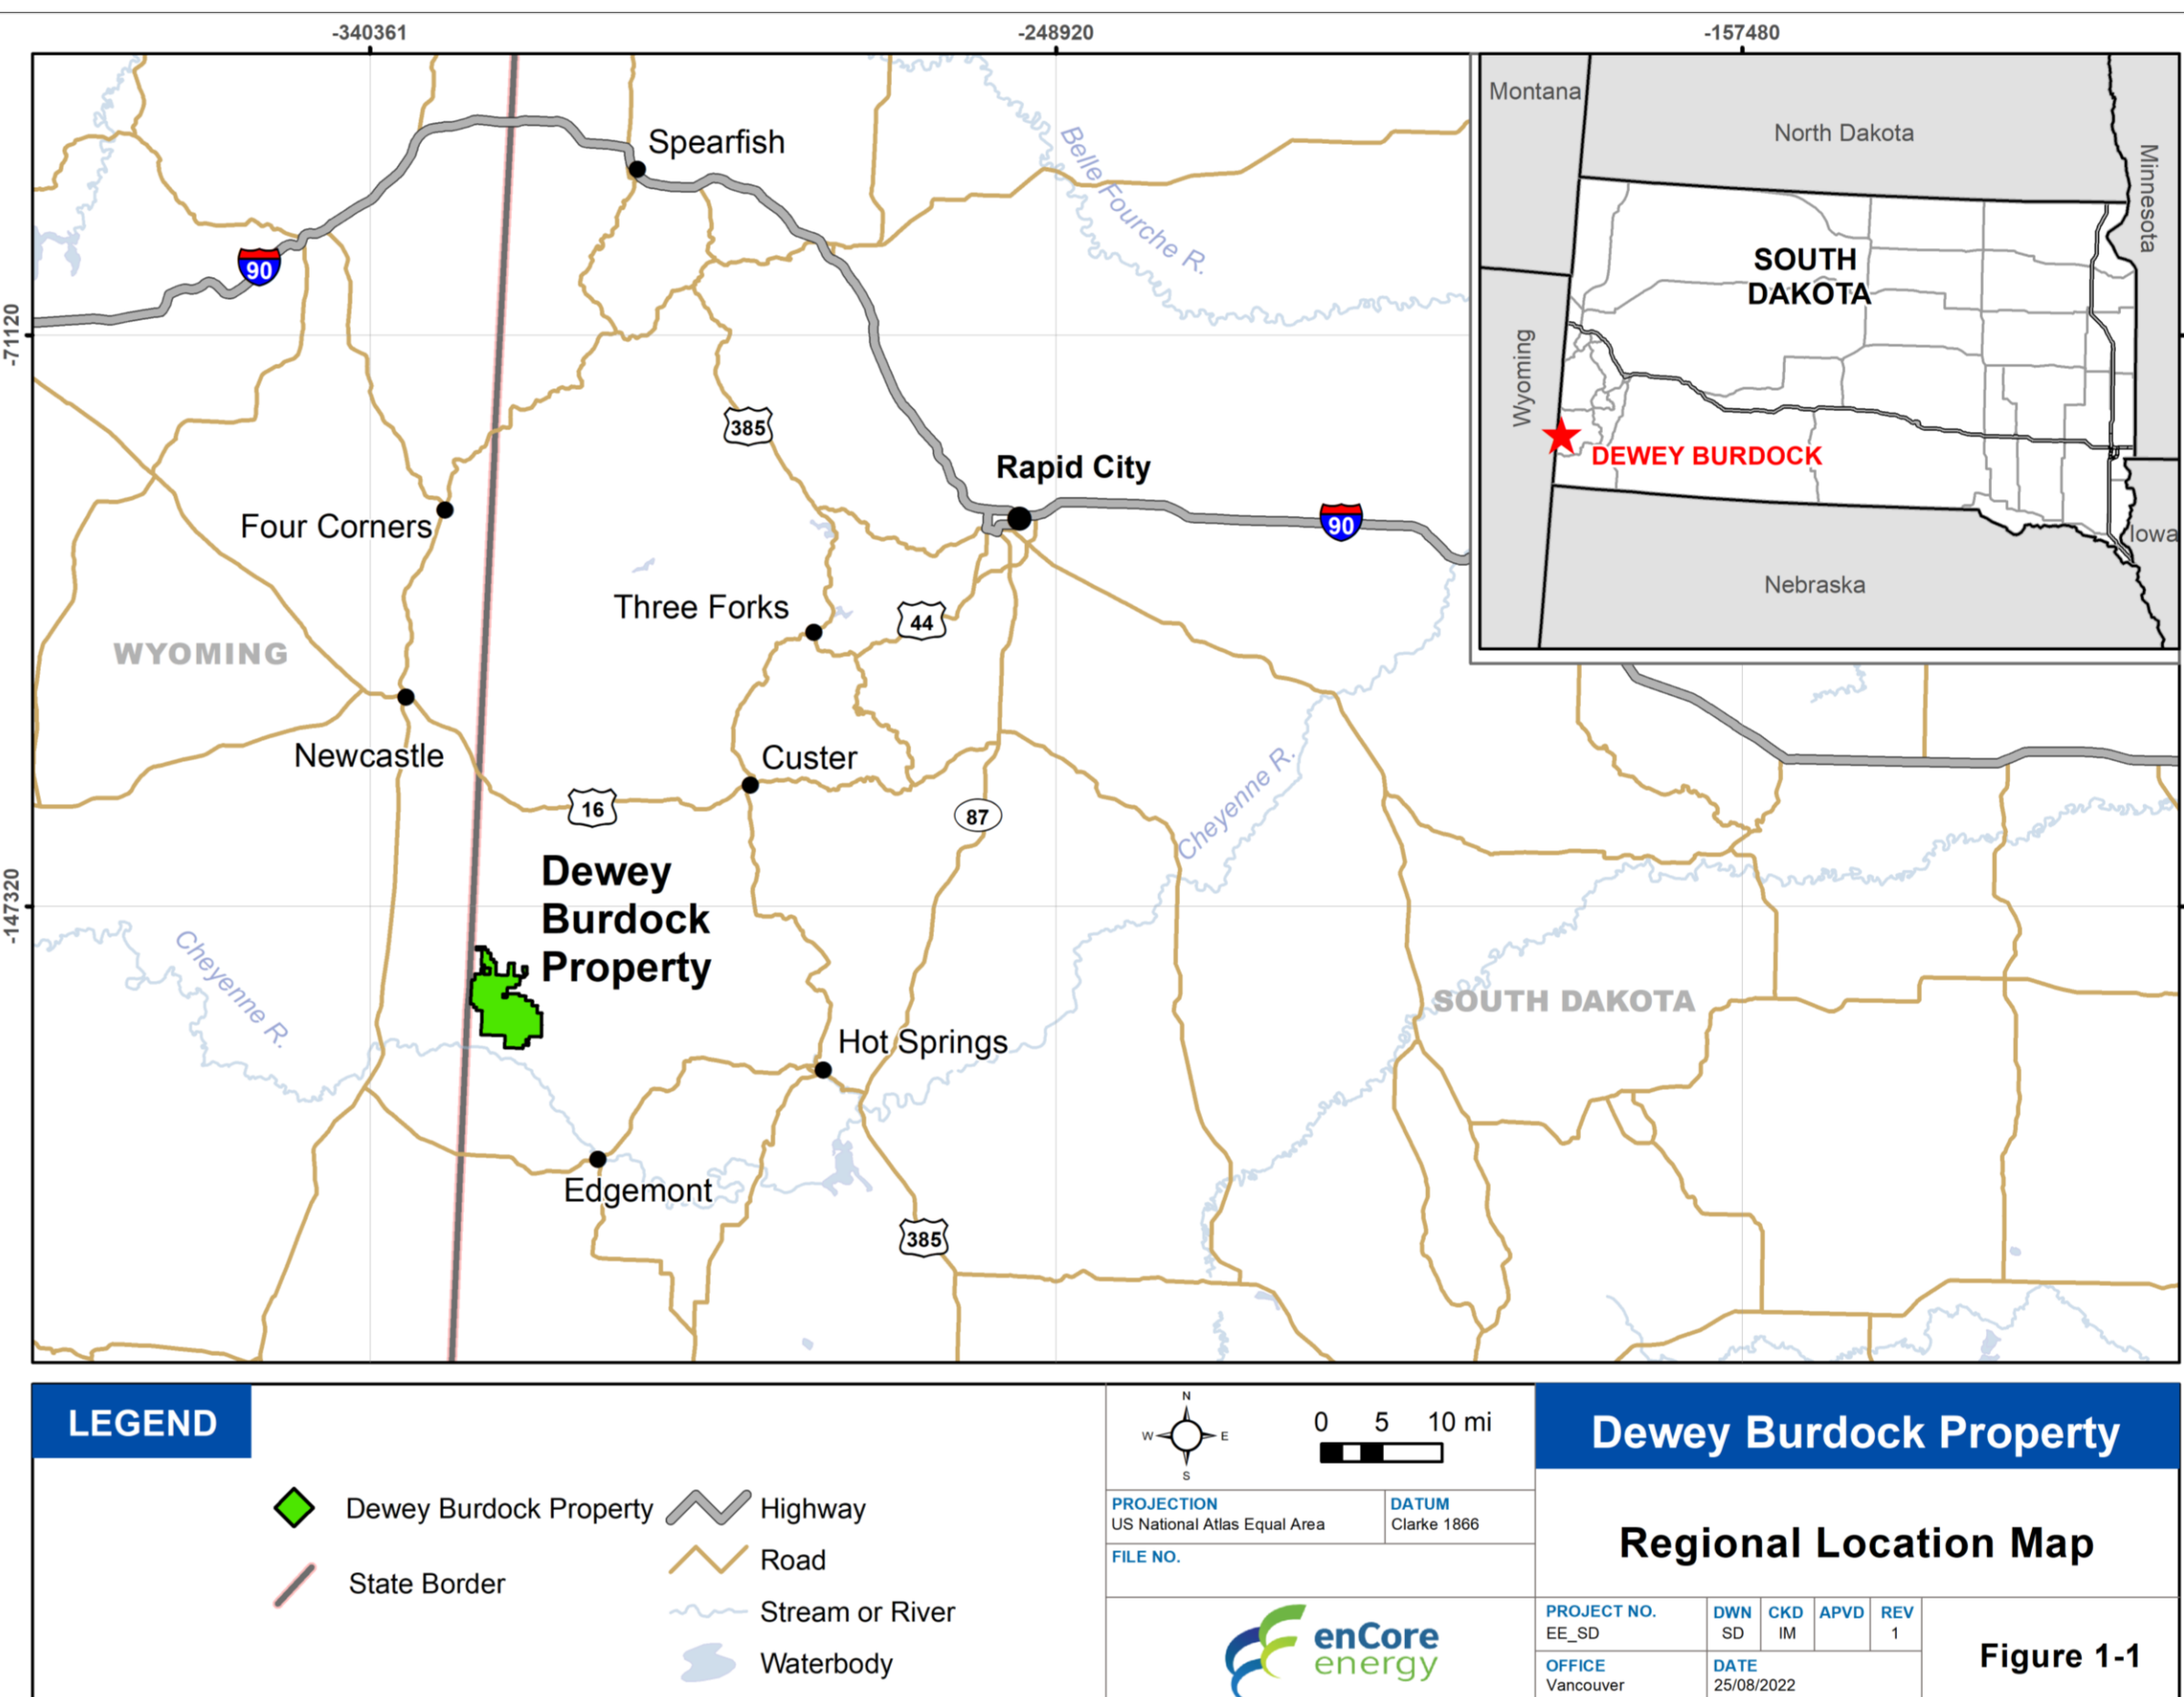 -340361
-248920
-157480
-71120
-147320
Spearfish
Belle Fourche R.
90
385
Rapid City
90
Four Corners
Three Forks
44
WYOMING
Newcastle
Custer
16
87
Cheyenne R.
Dewey
Burdock
Property
Cheyenne R.
SOUTH DAKOTA
Hot Springs
Edgemont
385
Montana
North Dakota
Minnesota
SOUTH
DAKOTA
Wyoming
DEWEY BURDOCK
Iowa
Nebraska
LEGEND
Dewey Burdock Property
State Border
Highway
Road
Stream or River
Waterbody
N
W
E
S
0 5 10 mi
PROJECTION
US National Atlas Equal Area
DATUM
Clarke 1866
FILE NO.
enCore
energy
Dewey Burdock Property
Regional Location Map
PROJECT NO.
EE_SD
DWN
SD
CKD
IM
APVD
REV
1
OFFICE
Vancouver
DATE
25/08/2022
Figure 1-1